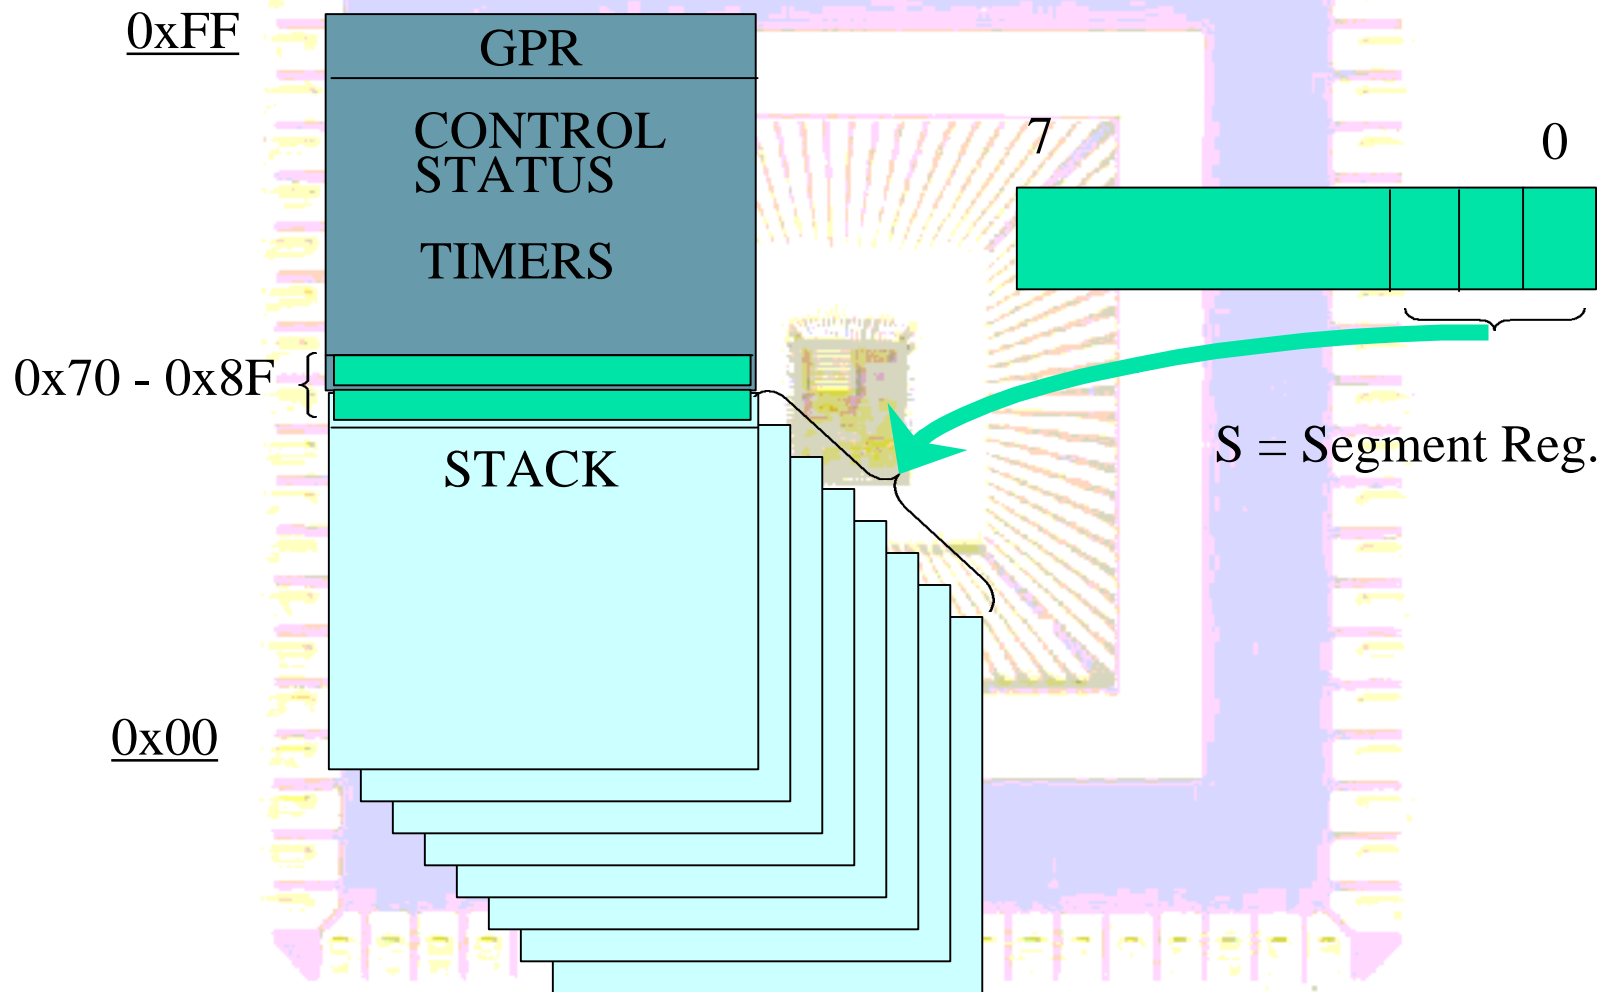 0xFF
GPR
CONTROL
STATUS
TIMERS
7
0
0x70 - 0x8F
S = Segment Reg.
STACK
0x00